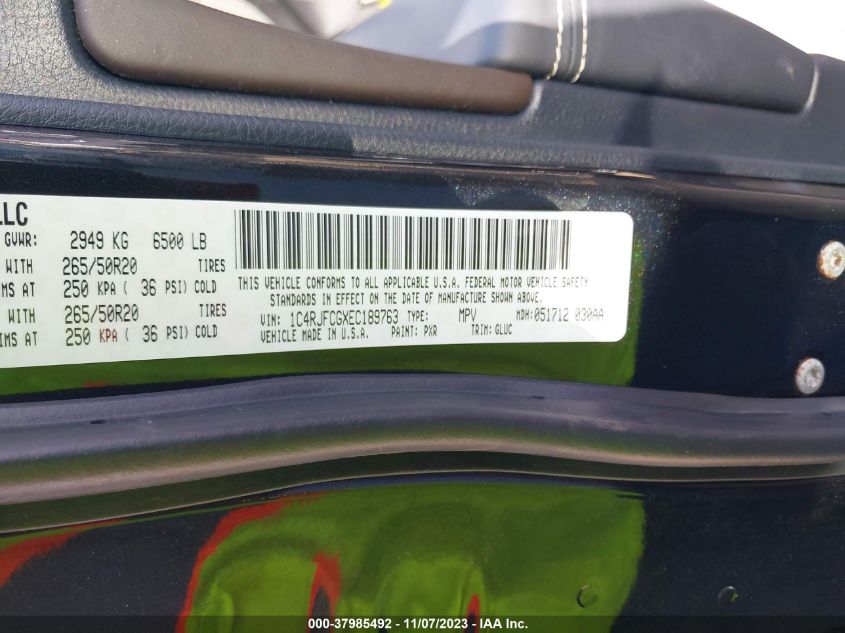 LLC
GVWR: 2949 KG 6500 LB
WITH 265/50R20 TIRES
IMS AT 250 KPA ( 36 PSI) COLD
WITH 265/50R20 TIRES
IMS AT 250 KPA ( 36 PSI) COLD
THIS VEHICLE CONFORMS TO ALL APPLICABLE U.S.A. FEDERAL MOTOR VEHICLE SAFETY
STANDARDS IN EFFECT ON THE DATE OF MANUFACTURE SHOWN ABOVE.
VIN: 1C4RJFCGXEC189763 TYPE: MPV MDH:051712 030AA
VEHICLE MADE IN U.S.A. PAINT: PXR TRIM: GLUC
000-37985492 - 11/07/2023 - IAA Inc.